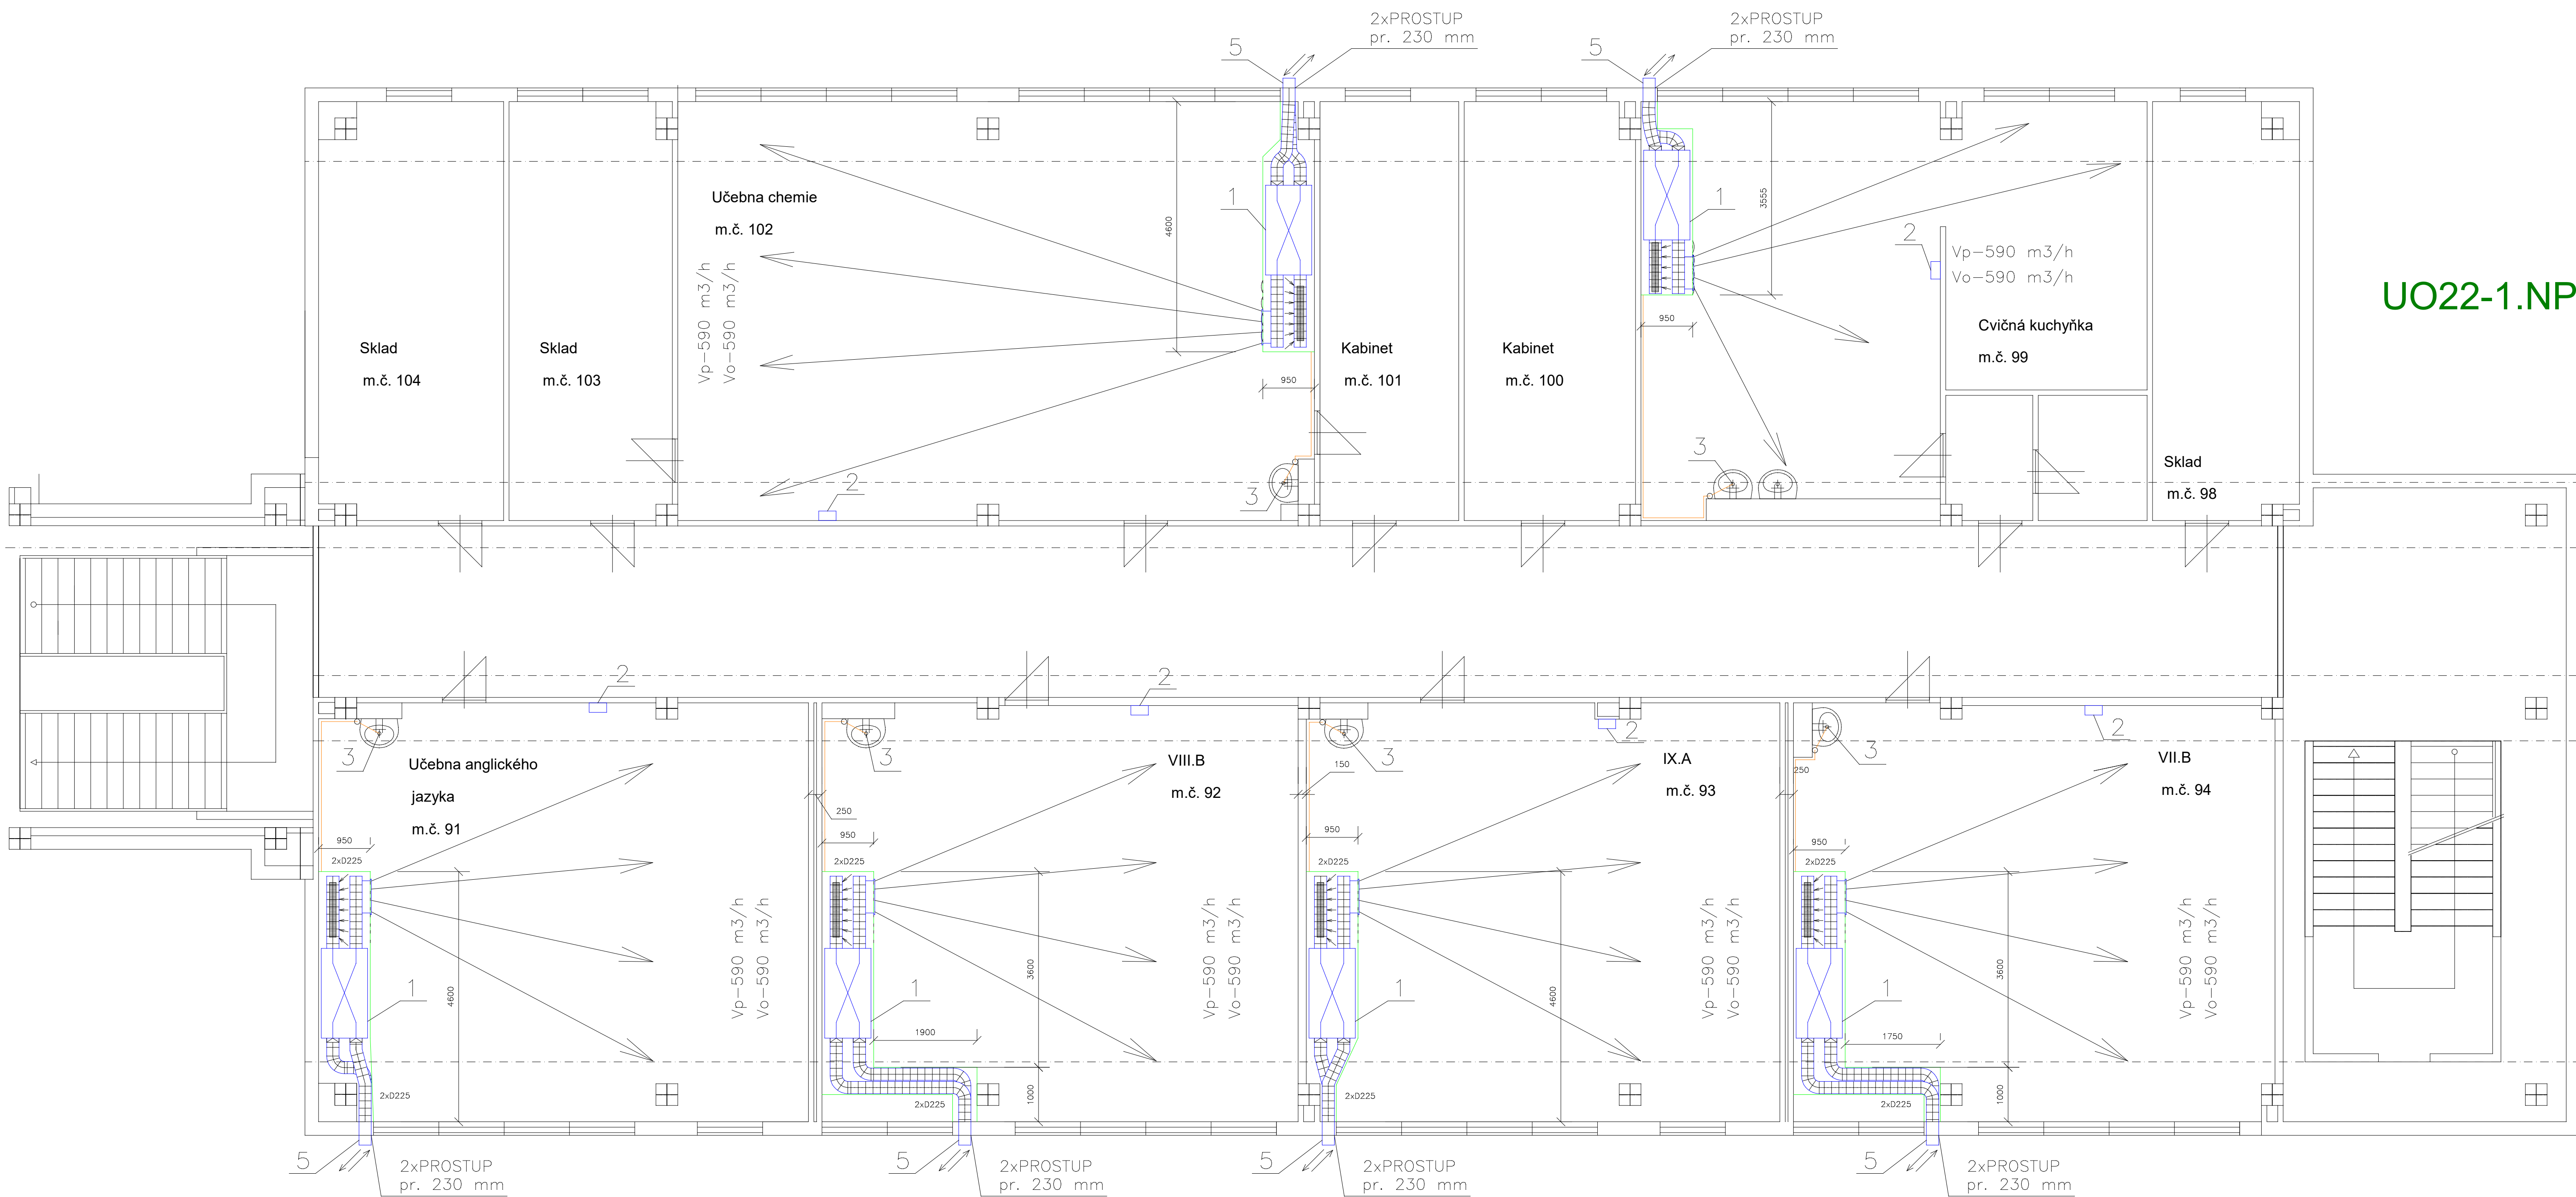 2xPROSTUP
pr. 230 mm
5
2xPROSTUP
pr. 230 mm
5
Učebna chemie
m.č. 102
Vp-590 m3/h
Vo-590 m3/h
1
4600
950
1
3555
950
2
Vp-590 m3/h
Vo-590 m3/h
Cvičná kuchyňka
m.č. 99
UO22-1.NP
Sklad
m.č. 104
Sklad
m.č. 103
Kabinet
m.č. 101
Kabinet
m.č. 100
Sklad
m.č. 98
2
3
3
2
2
2
2
3
3
3
3
Učebna anglického
jazyka
m.č. 91
VIII.B
m.č. 92
IX.A
m.č. 93
VII.B
m.č. 94
250
150
250
950
2xD225
950
2xD225
950
2xD225
950
2xD225
4600
Vp-590 m3/h
Vo-590 m3/h
3600
Vp-590 m3/h
Vo-590 m3/h
4600
Vp-590 m3/h
Vo-590 m3/h
3600
Vp-590 m3/h
Vo-590 m3/h
1
1
1
1
1900
1750
2xD225
2xD225
1000
2xD225
2xD225
1000
5
2xPROSTUP
pr. 230 mm
5
2xPROSTUP
pr. 230 mm
5
2xPROSTUP
pr. 230 mm
5
2xPROSTUP
pr. 230 mm